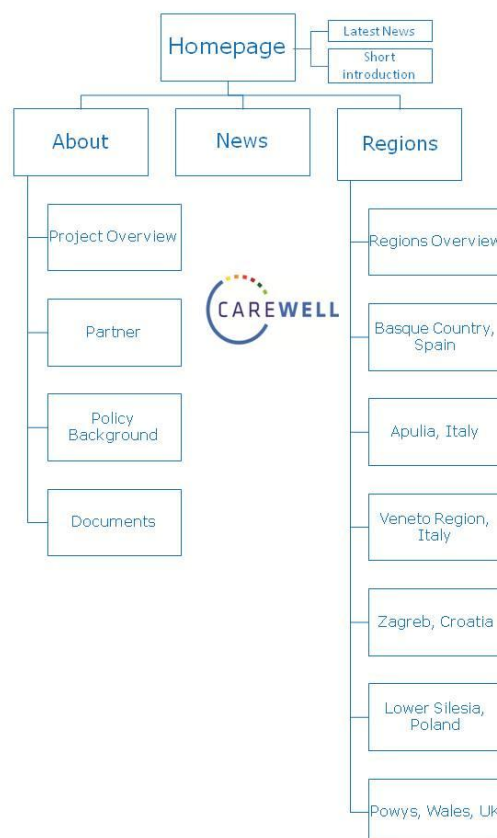 Homepage
Latest News
Short
introduction
About
News
Regions
Project Overview
Partner
Policy
Background
Documents
CAREWELL
Regions Overview
Basque Country,
Spain
Apulia, Italy
Veneto Region,
Italy
Zagreb, Croatia
Lower Silesia,
Poland
Powys, Wales, UK